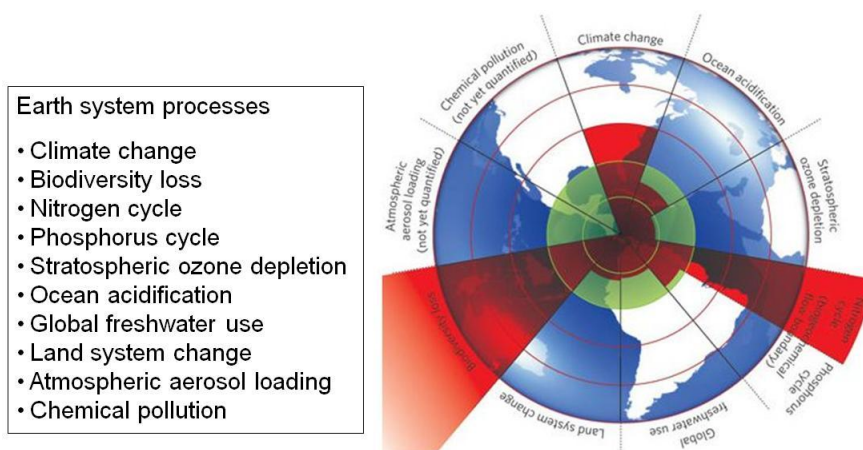 Earth system processes
• Climate change
• Biodiversity loss
• Nitrogen cycle
• Phosphorus cycle
• Stratospheric ozone depletion
• Ocean acidification
• Global freshwater use
• Land system change
• Atmospheric aerosol loading
• Chemical pollution
Climate change
Ocean acidification
Stratospheric
ozone depletion
Nitrogen
cycle
(biogeochemical
flow boundary)
Phosphorus
cycle
Global
freshwater use
Land system change
Biodiversity loss
Atmospheric
aerosol loading
(not yet quantified)
Chemical pollution
(not yet quantified)